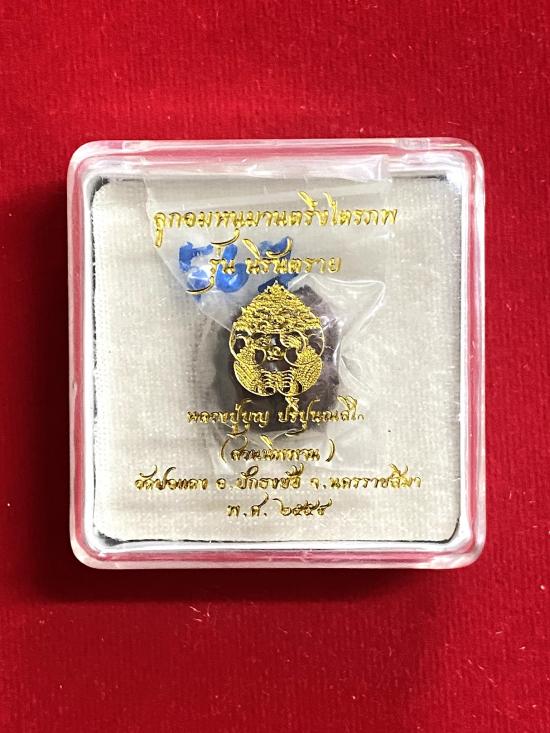 ลูกอมหนุมานตรึงไตรภพ
รุ่น นิรันตราย
หลวงปู่บุญ ปริปุนฺณสีโล
(สวนนิพพาน)
วัดปอแดง อ.ปักธงชัย จ.นครราชสีมา
พ.ศ. ๒๕๕๔